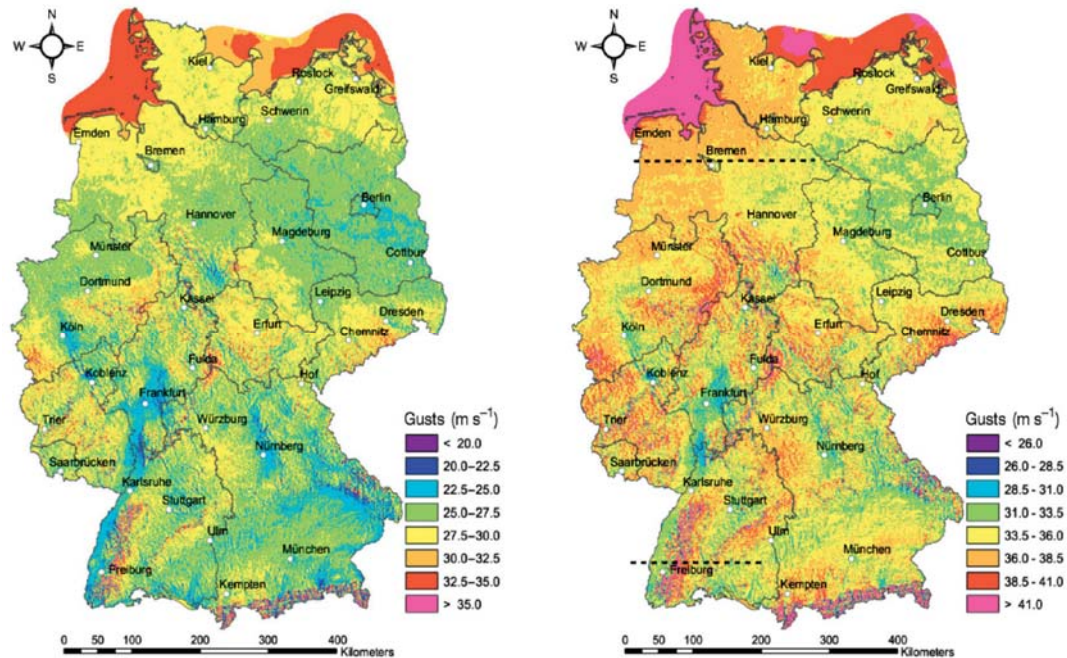 N
W E
S
Kiel
Rostock
Greifswald
Schwerin
Hamburg
Emden
Bremen
Berlin
Hannover
Magdeburg
Münster
Cottbus
Dortmund
Leipzig
Kassel
Dresden
Köln
Erfurt
Chemnitz
Fulda
Koblenz
Hof
Frankfurt
Trier
Würzburg
Nürnberg
Saarbrücken
Karlsruhe
Stuttgart
Ulm
München
Freiburg
Kempten
Gusts (m s⁻¹)
< 20.0
20.0–22.5
22.5–25.0
25.0–27.5
27.5–30.0
30.0–32.5
32.5–35.0
> 35.0
0 50 100 200 300 400
Kilometers
N
W E
S
Kiel
Rostock
Greifswald
Schwerin
Hamburg
Emden
Bremen
Berlin
Hannover
Magdeburg
Münster
Cottbus
Dortmund
Leipzig
Kassel
Dresden
Köln
Erfurt
Chemnitz
Fulda
Koblenz
Hof
Frankfurt
Trier
Würzburg
Nürnberg
Saarbrücken
Karlsruhe
Stuttgart
Ulm
München
Freiburg
Kempten
Gusts (m s⁻¹)
< 26.0
26.0 - 28.5
28.5 - 31.0
31.0 - 33.5
33.5 - 36.0
36.0 - 38.5
38.5 - 41.0
> 41.0
0 50 100 200 300 400
Kilometers